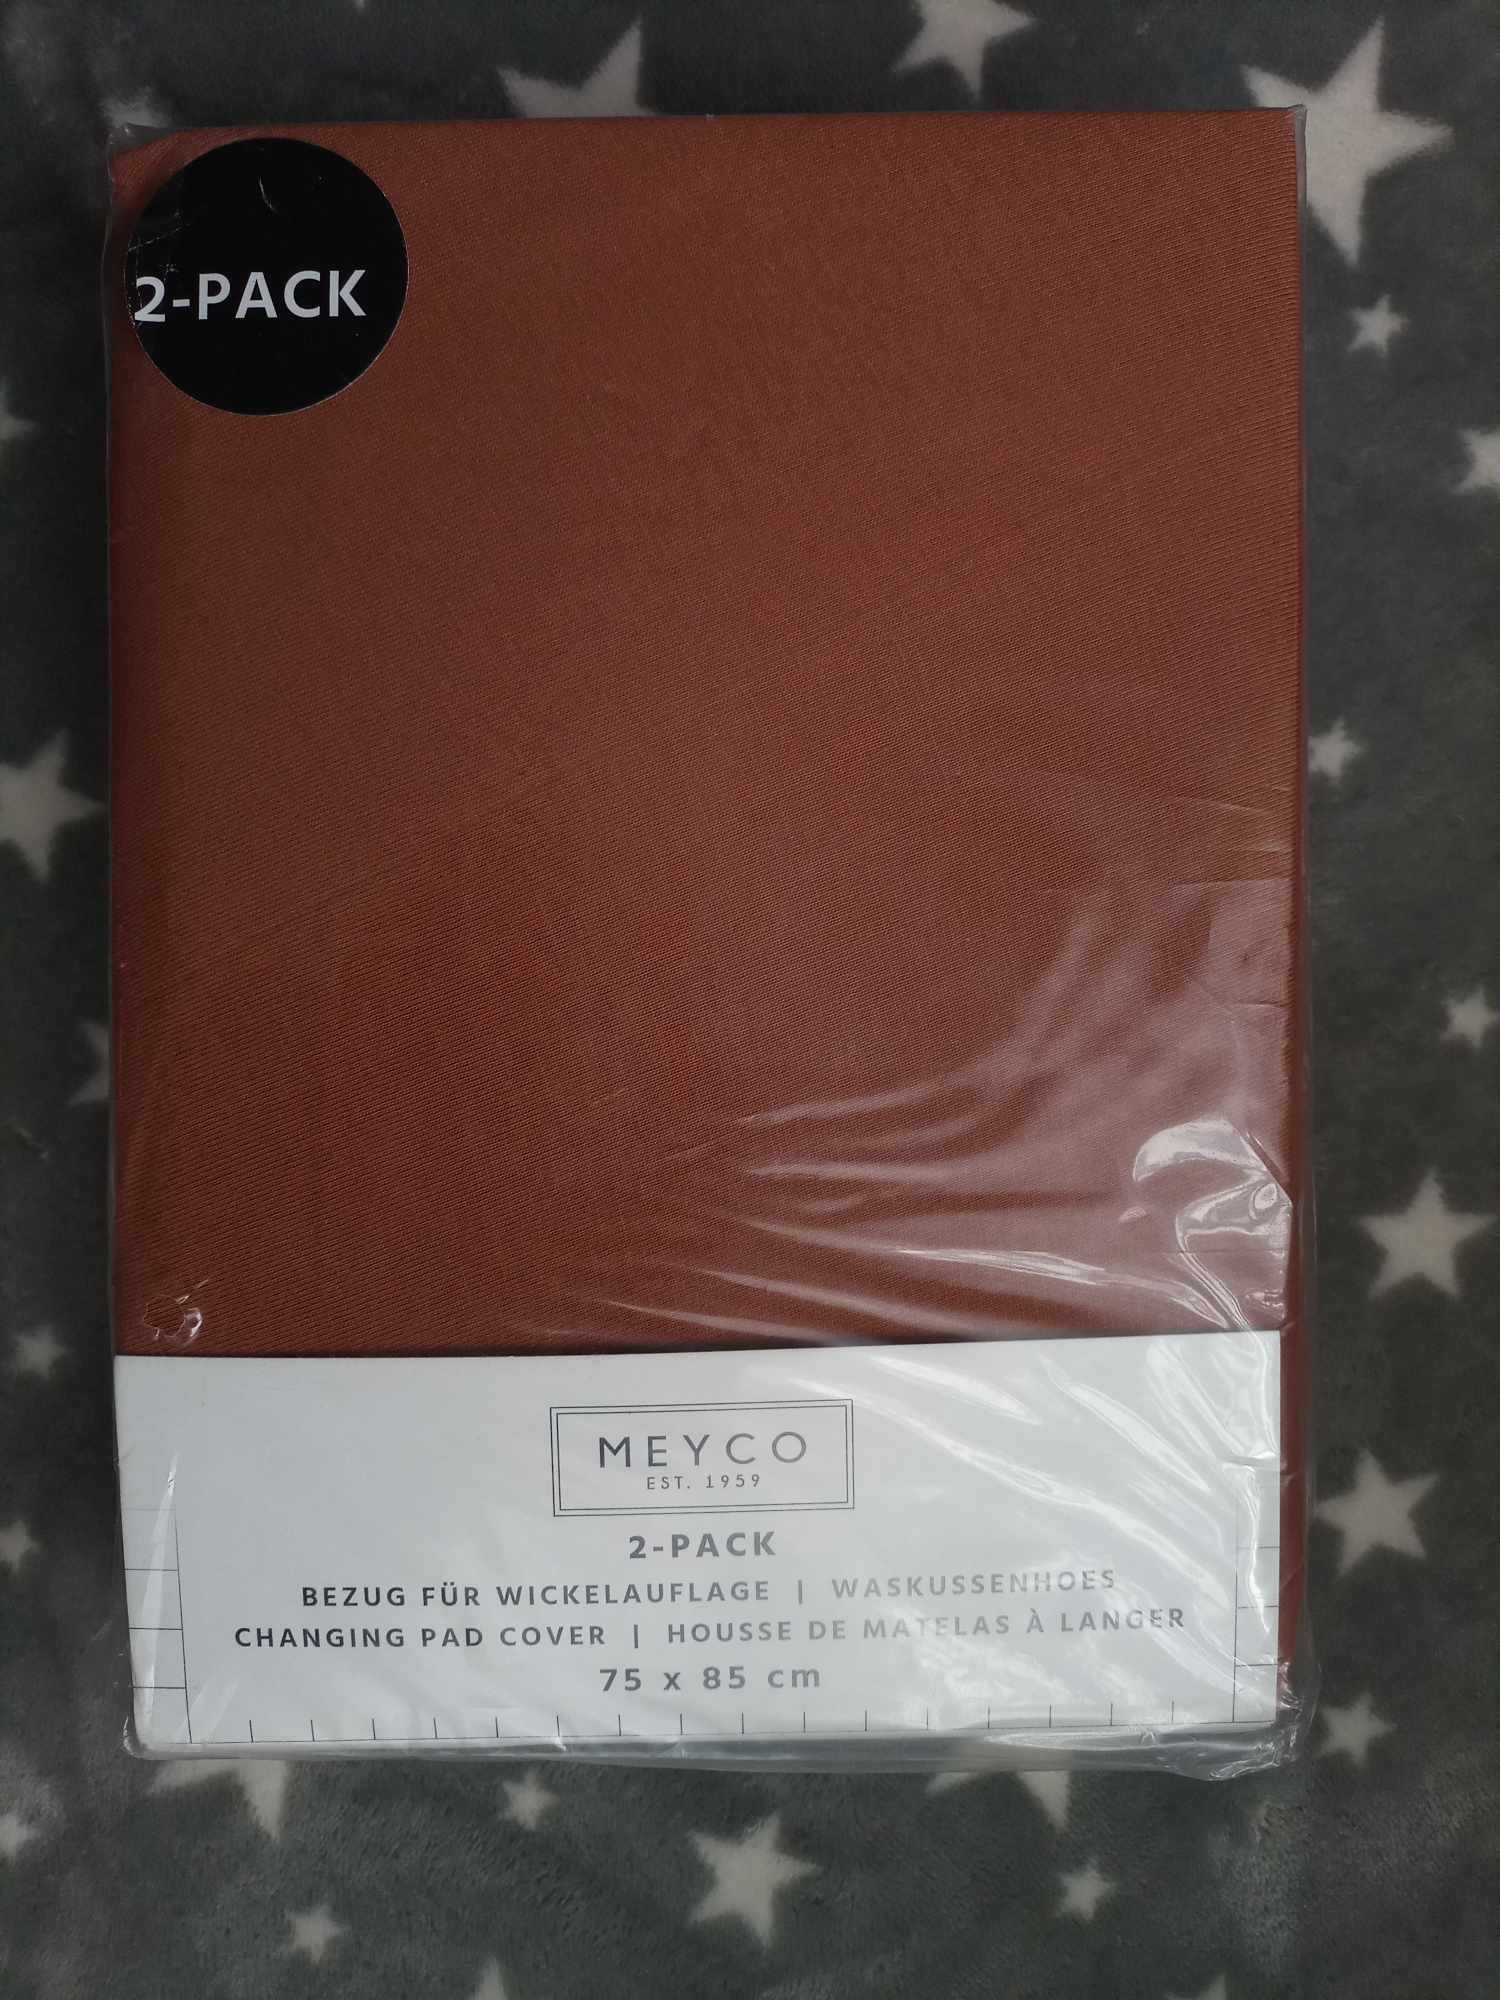 2-PACK
MEYCO
EST. 1959
2-PACK
BEZUG FÜR WICKELAUFLAGE | WASKUSSENHOES
CHANGING PAD COVER | HOUSSE DE MATELAS À LANGER
75 x 85 cm